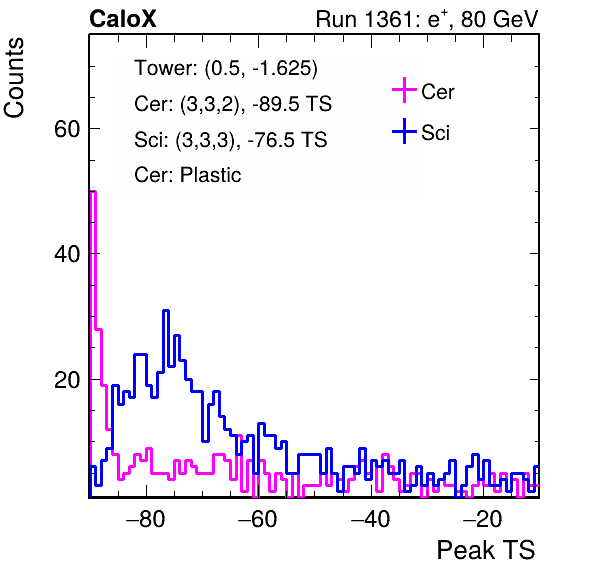 CaloX Run 1361: e⁺, 80 GeV
Counts
Tower: (0.5, -1.625)
Cer: (3,3,2), -89.5 TS
Sci: (3,3,3), -76.5 TS
Cer: Plastic
Cer
Sci
60
40
20
−80 −60 −40 −20
Peak TS